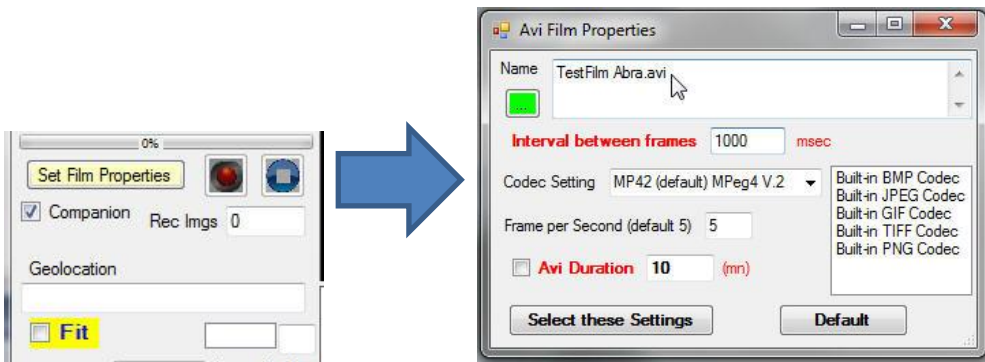 0%
Set Film Properties
Companion
Rec Imgs 0
Geolocation
Fit
Avi Film Properties
Name TestFilm Abra.avi
...
Interval between frames 1000 msec
Codec Setting MP42 (default) MPeg4 V.2
Frame per Second (default 5) 5
Avi Duration 10 (mn)
Built-in BMP Codec
Built-in JPEG Codec
Built-in GIF Codec
Built-in TIFF Codec
Built-in PNG Codec
Select these Settings Default